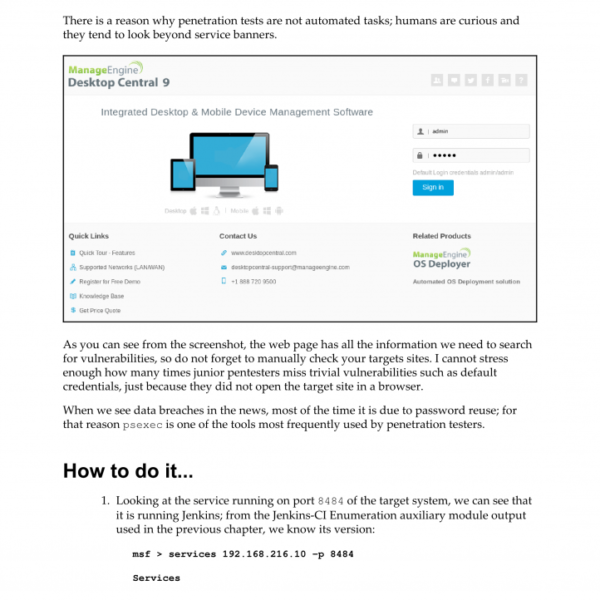 There is a reason why penetration tests are not automated tasks; humans are curious and
they tend to look beyond service banners.
ManageEngine
Desktop Central 9
Integrated Desktop & Mobile Device Management Software
admin
Default Login credentials admin/admin
Sign in
Desktop | Mobile
Quick Links
Contact Us
Related Products
Quick Tour - Features
www.desktopcentral.com
ManageEngine
OS Deployer
Supported Networks (LAN/WAN)
desktopcentral-support@manageengine.com
Register for Free Demo
+1 888 720 9500
Automated OS Deployment solution
Knowledge Base
Get Price Quote
As you can see from the screenshot, the web page has all the information we need to search
for vulnerabilities, so do not forget to manually check your targets sites. I cannot stress
enough how many times junior pentesters miss trivial vulnerabilities such as default
credentials, just because they did not open the target site in a browser.
When we see data breaches in the news, most of the time it is due to password reuse; for
that reason psexec is one of the tools most frequently used by penetration testers.
How to do it...
1. Looking at the service running on port 8484 of the target system, we can see that
it is running Jenkins; from the Jenkins-CI Enumeration auxiliary module output
used in the previous chapter, we know its version:
msf > services 192.168.216.10 -p 8484
Services